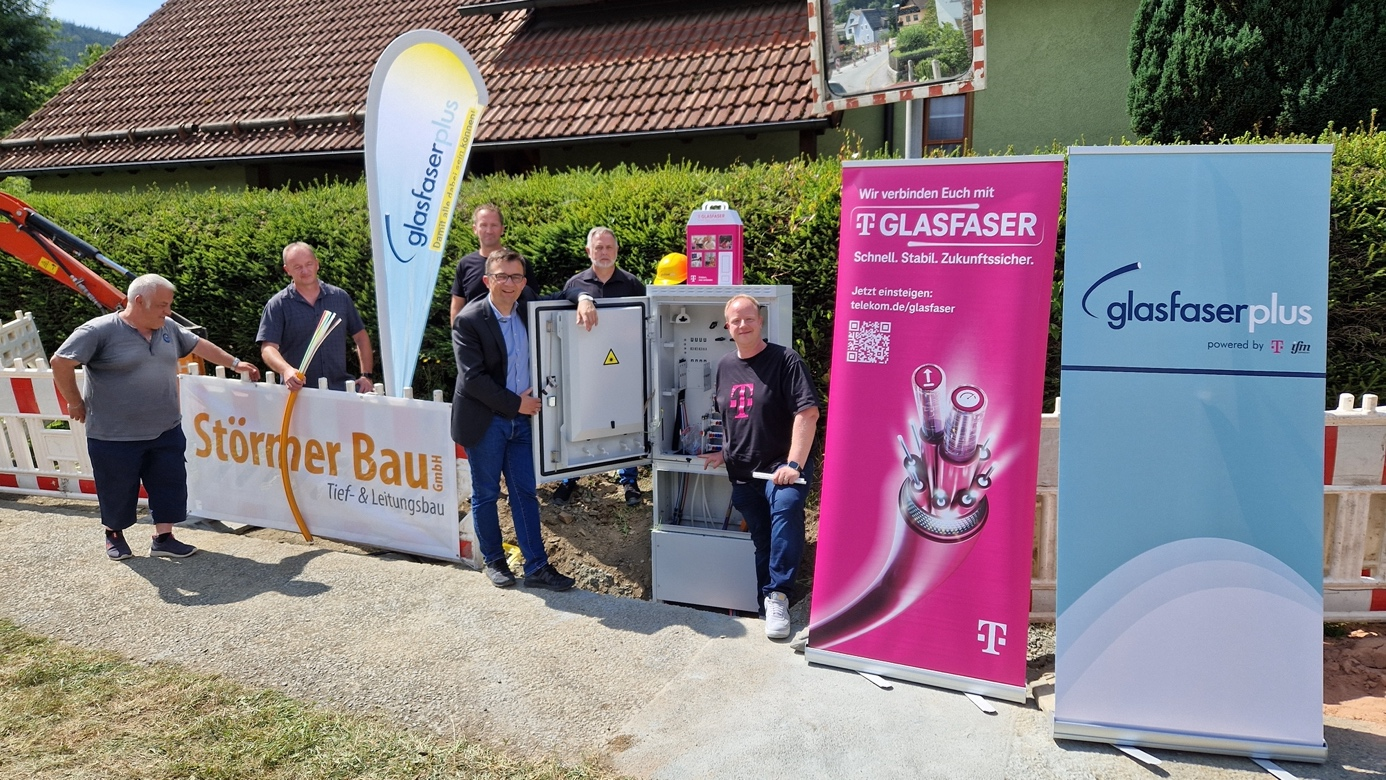 glasfaserplus
Damit alle dabei sein können!
Störmer Bau GmbH
Tief- & Leitungsbau
GLASFASER
T
Wir verbinden Euch mit
T GLASFASER
Schnell. Stabil. Zukunftssicher.
Jetzt einsteigen:
telekom.de/glasfaser
T
glasfaserplus
powered by T ifm